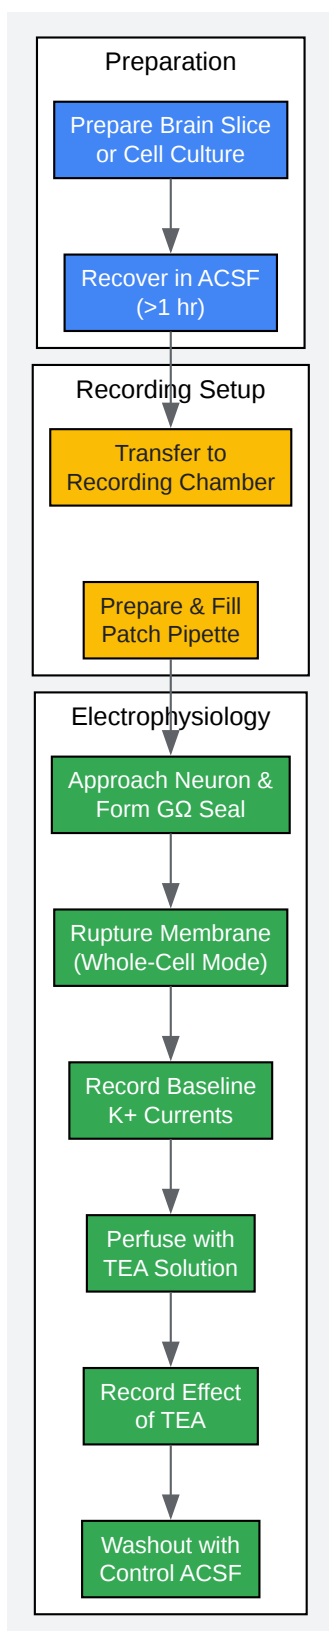 Preparation
Prepare Brain Slice
or Cell Culture
Recover in ACSF
(>1 hr)
Recording Setup
Transfer to
Recording Chamber
Prepare & Fill
Patch Pipette
Electrophysiology
Approach Neuron &
Form GΩ Seal
Rupture Membrane
(Whole-Cell Mode)
Record Baseline
K+ Currents
Perfuse with
TEA Solution
Record Effect
of TEA
Washout with
Control ACSF